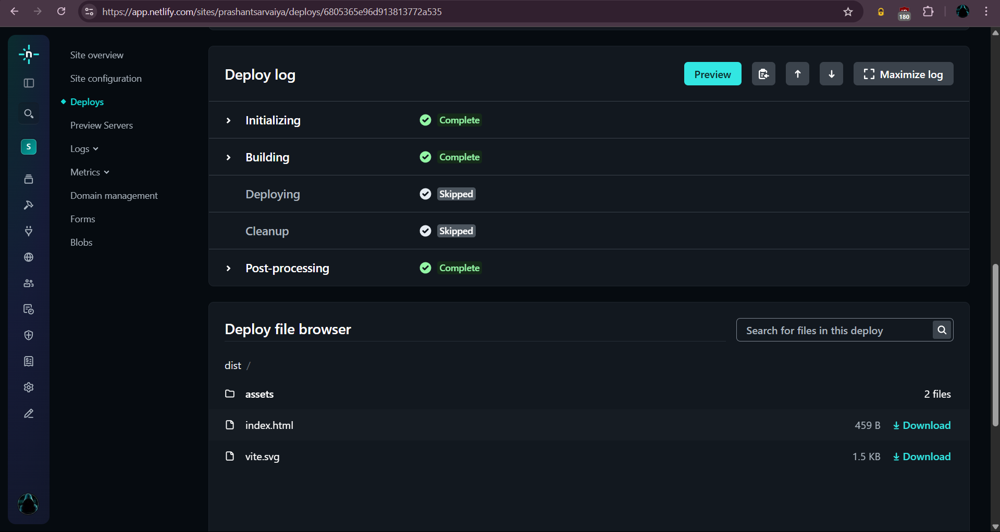 https://app.netlify.com/sites/prashantsarvaiya/deploys/6805365e96d913813772a535
180
n
S
Site overview
Site configuration
Deploys
Preview Servers
Logs
Metrics
Domain management
Forms
Blobs
Deploy log
Preview
Maximize log
Initializing Complete
Building Complete
Deploying Skipped
Cleanup Skipped
Post-processing Complete
Deploy file browser
Search for files in this deploy
dist /
assets 2 files
index.html 459 B Download
vite.svg 1.5 KB Download